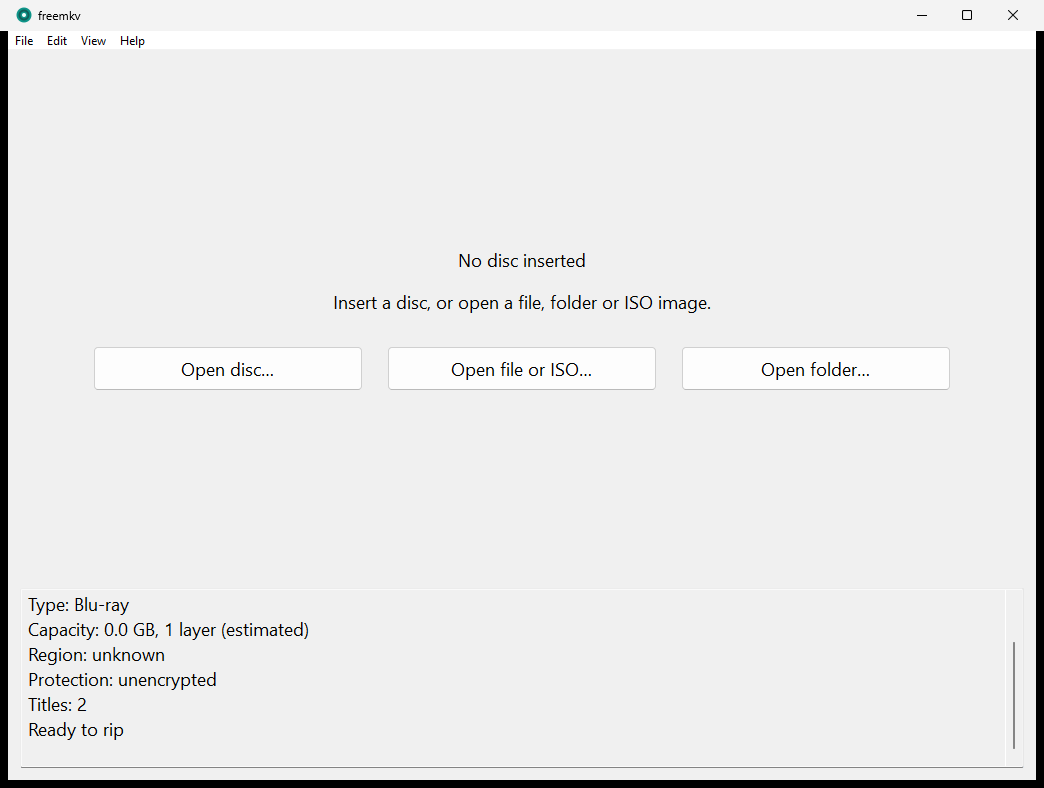 freemkv
File Edit View Help
No disc inserted
Insert a disc, or open a file, folder or ISO image.
Open disc... Open file or ISO... Open folder...
Type: Blu-ray
Capacity: 0.0 GB, 1 layer (estimated)
Region: unknown
Protection: unencrypted
Titles: 2
Ready to rip